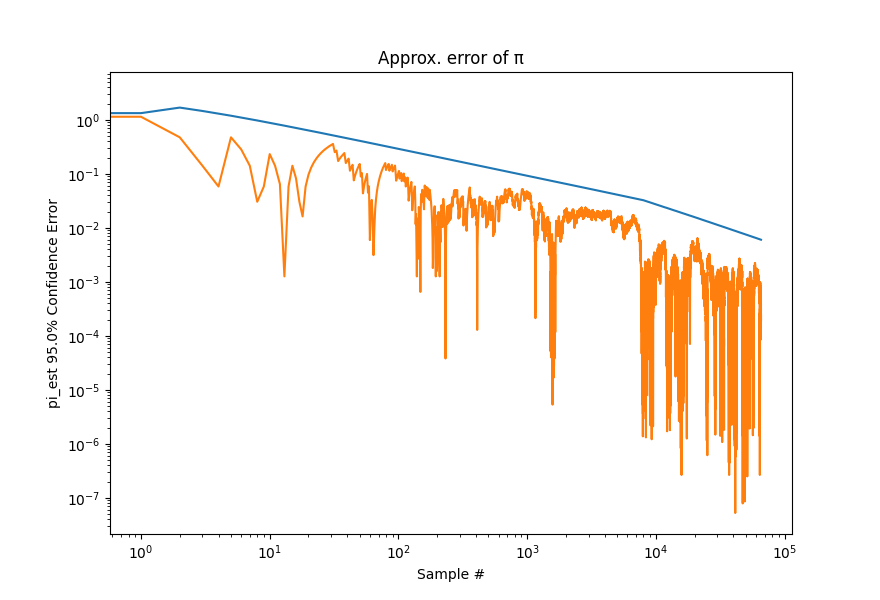 Approx. error of π
pi_est 95.0% Confidence Error
10⁰
10⁻¹
10⁻²
10⁻³
10⁻⁴
10⁻⁵
10⁻⁶
10⁻⁷
10⁰ 10¹ 10² 10³ 10⁴ 10⁵
Sample #